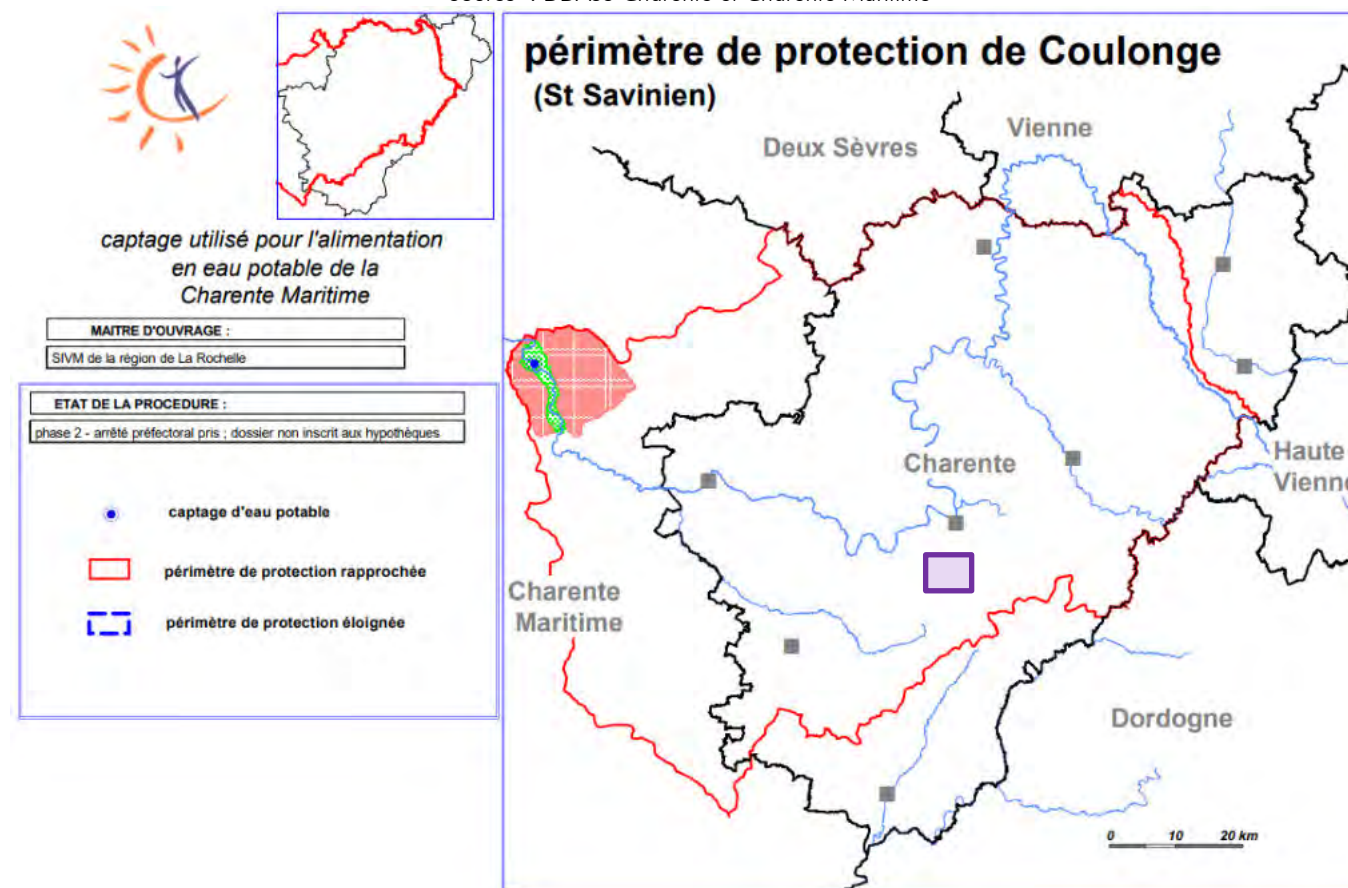 périmètre de protection de Coulonge
(St Savinien)
captage utilisé pour l'alimentation
en eau potable de la
Charente Maritime
MAITRE D'OUVRAGE :
SIVM de la région de La Rochelle
ETAT DE LA PROCEDURE :
phase 2 - arrêté préfectoral pris ; dossier non inscrit aux hypothèques
captage d'eau potable
périmètre de protection rapprochée
périmètre de protection éloignée
Deux Sèvres
Vienne
Charente
Haute
Vienne
Charente
Maritime
Dordogne
0 10 20 km